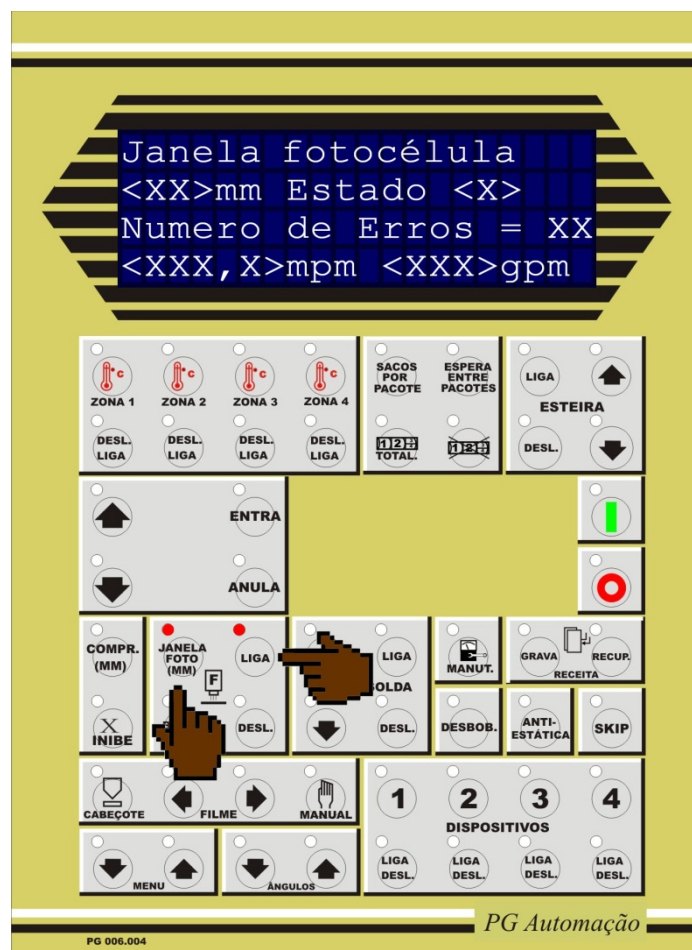 Janela fotocélula
<XX>mm Estado <X>
Numero de Erros = XX
<XXX,X>mpm <XXX>gpm
°C °C °C °C
ZONA 1 ZONA 2 ZONA 3 ZONA 4
DESL. LIGA DESL. LIGA DESL. LIGA DESL. LIGA
SACOS POR PACOTE
ESPERA ENTRE PACOTES
1 2
TOTAL.
LIGA
ESTEIRA
DESL.
ENTRA
ANULA
COMPR. (MM)
X
INIBE
JANELA FOTO (MM)
LIGA
F
DESL.
LIGA
DESL.
MANUT.
GRAVA RECUP.
RECEITA
DESBOB.
ANTI-ESTÁTICA
SKIP
CABEÇOTE
FILME
MANUAL
MENU
ÂNGULOS
1 2 3 4
DISPOSITIVOS
LIGA DESL. LIGA DESL. LIGA DESL. LIGA DESL.
PG Automação
PG 006.004